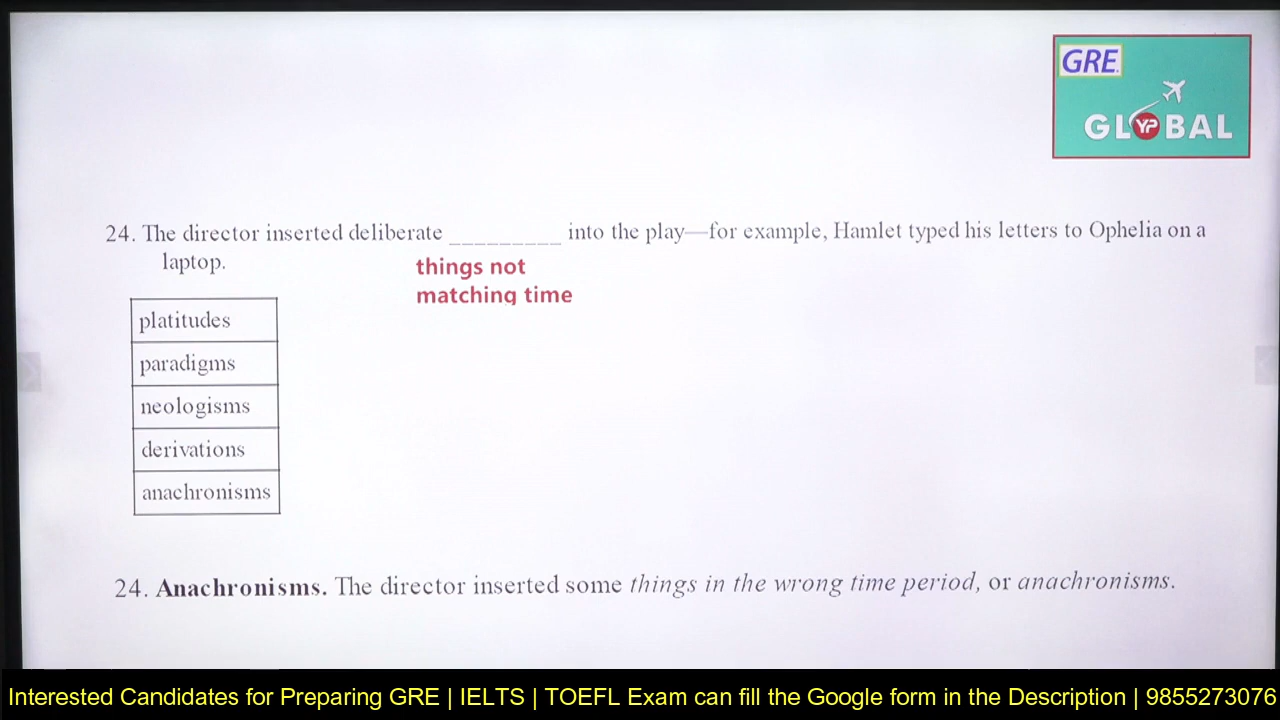 GRE
GLYPBAL
24. The director inserted deliberate _________ into the play—for example, Hamlet typed his letters to Ophelia on a
laptop.
things not
matching time
platitudes
paradigms
neologisms
derivations
anachronisms
24. Anachronisms. The director inserted some things in the wrong time period, or anachronisms.
Interested Candidates for Preparing GRE | IELTS | TOEFL Exam can fill the Google form in the Description | 9855273076